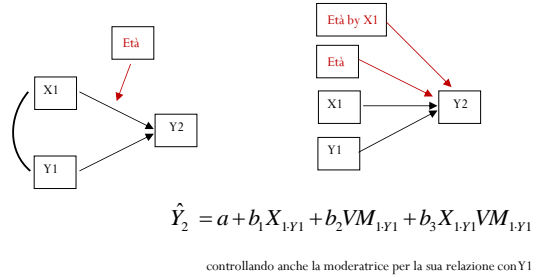 Età
X1
Y2
Y1
Età by X1
Età
X1
Y2
Y1
Ŷ₂ = a + b₁X₁.Y₁ + b₂VM₁.Y₁ + b₃X₁.Y₁VM₁.Y₁
controllando anche la moderatrice per la sua relazione con Y1